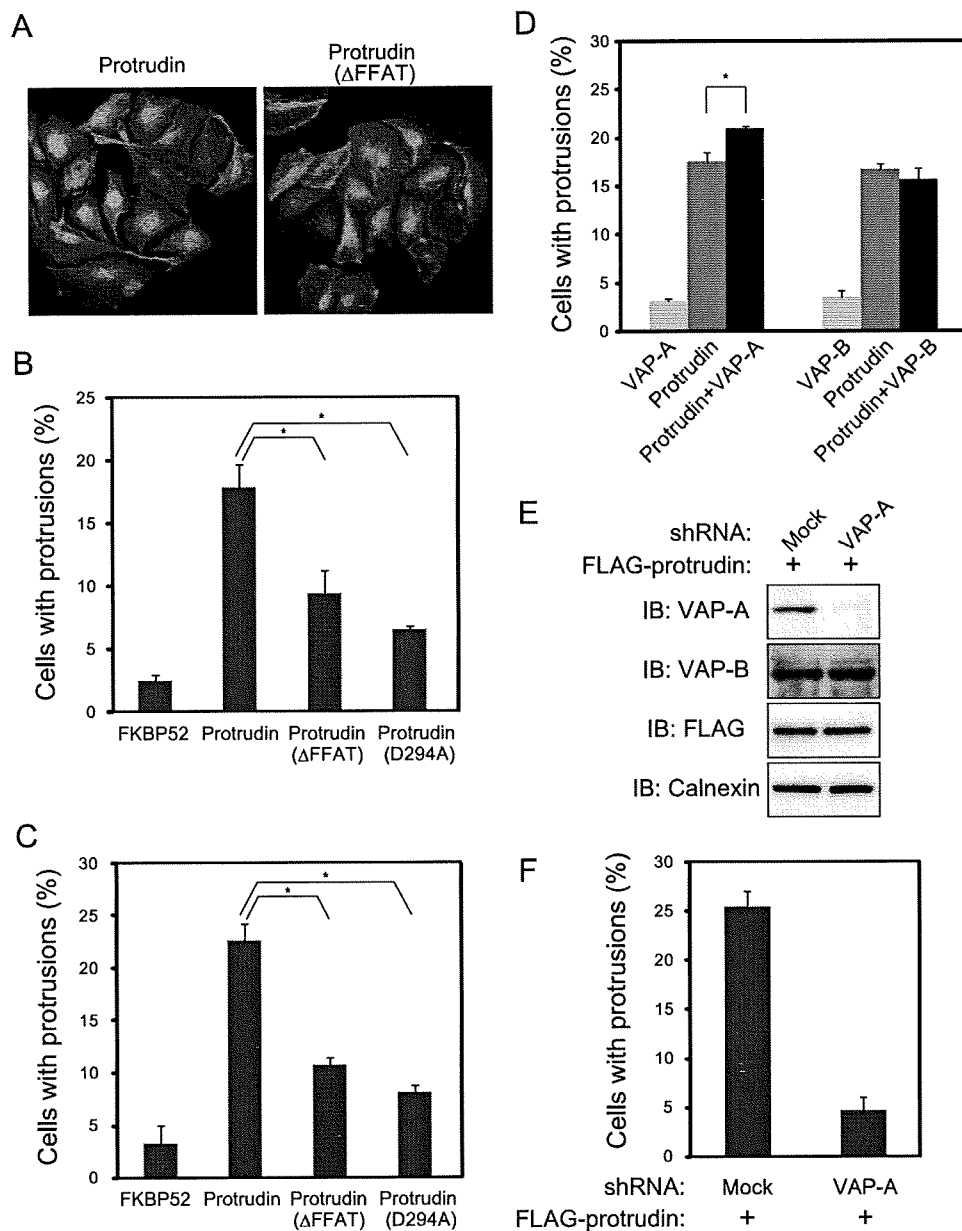 A
Protrudin
Protrudin
(ΔFFAT)
B
Cells with protrusions (%)
25
20
15
10
5
0
*
*
FKBP52
Protrudin
Protrudin
(ΔFFAT)
Protrudin
(D294A)
C
Cells with protrusions (%)
30
25
20
15
10
5
0
*
*
FKBP52
Protrudin
Protrudin
(ΔFFAT)
Protrudin
(D294A)
D
Cells with protrusions (%)
30
25
20
15
10
5
0
*
VAP-A
Protrudin
Protrudin+VAP-A
VAP-B
Protrudin
Protrudin+VAP-B
E
shRNA: Mock VAP-A
FLAG-protrudin: + +
IB: VAP-A
IB: VAP-B
IB: FLAG
IB: Calnexin
F
Cells with protrusions (%)
30
25
20
15
10
5
0
shRNA: Mock VAP-A
FLAG-protrudin: + +